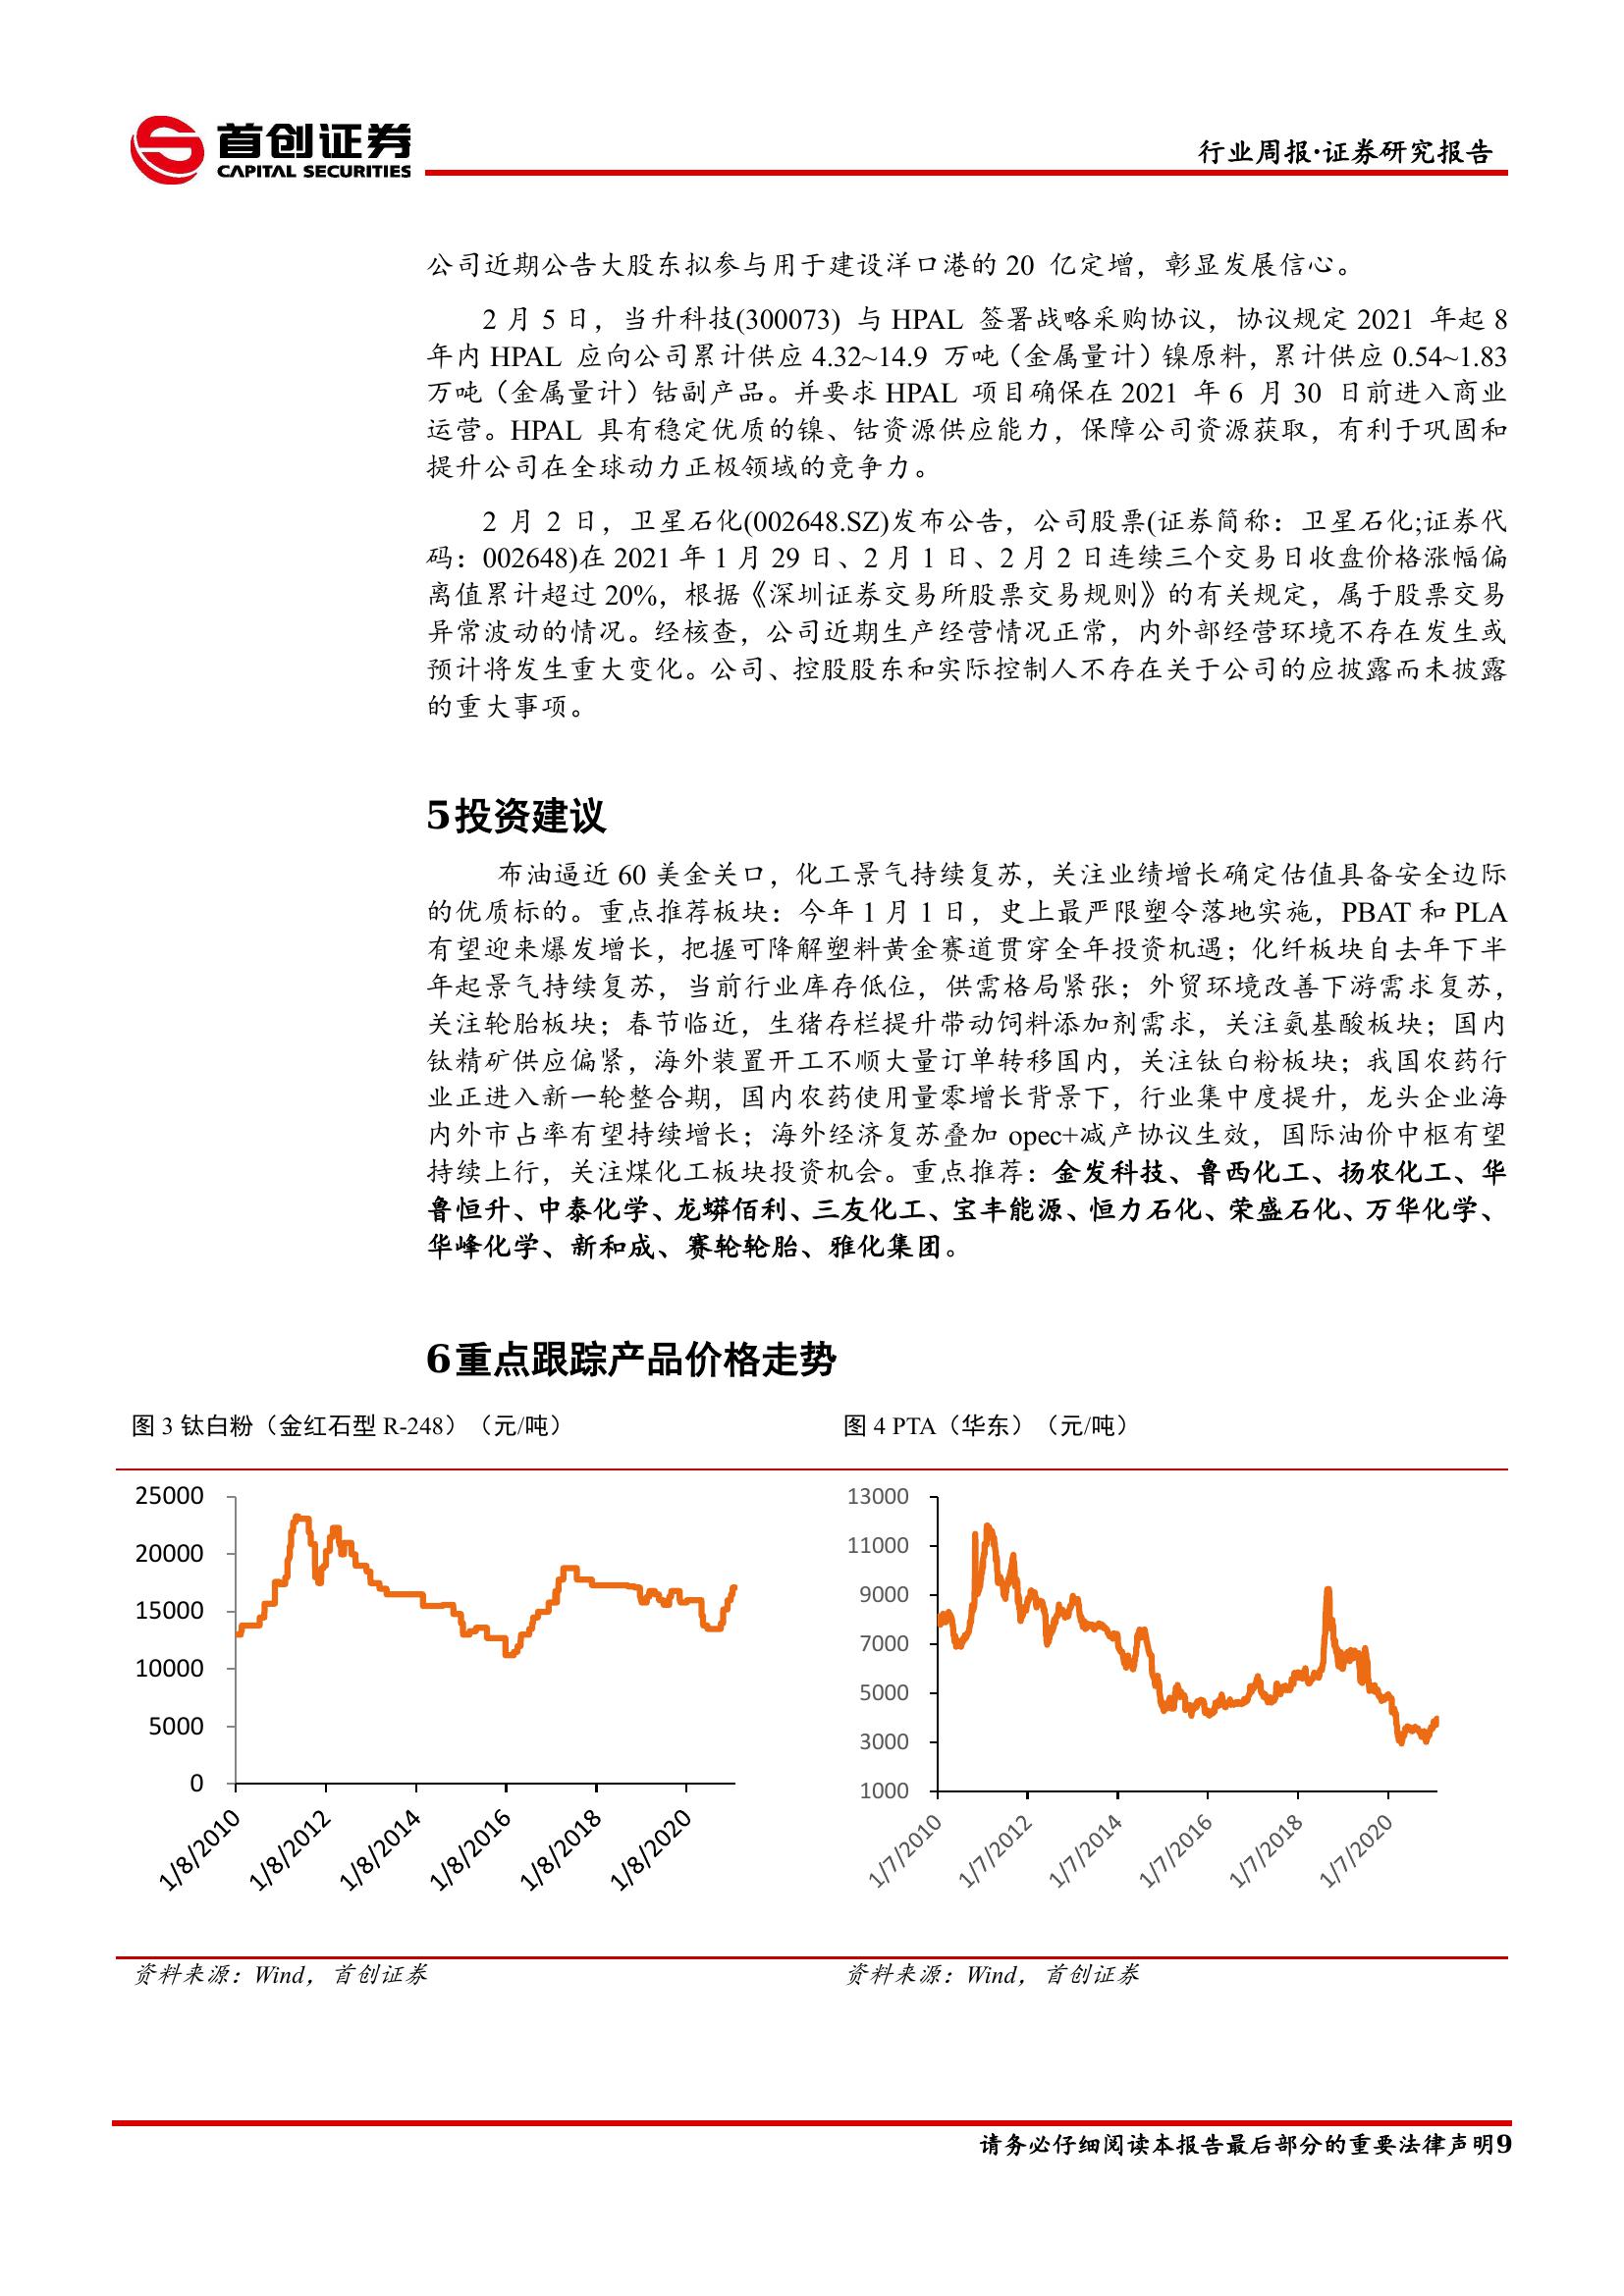 首创证券
CAPITAL SECURITIES
行业周报·证券研究报告
公司近期公告大股东拟参与用于建设洋口港的 20 亿定增，彰显发展信心。
2 月 5 日，当升科技(300073) 与 HPAL 签署战略采购协议，协议规定 2021 年起 8
年内 HPAL 应向公司累计供应 4.32~14.9 万吨（金属量计）镍原料，累计供应 0.54~1.83
万吨（金属量计）钴副产品。并要求 HPAL 项目确保在 2021 年 6 月 30 日前进入商业
运营。HPAL 具有稳定优质的镍、钴资源供应能力，保障公司资源获取，有利于巩固和
提升公司在全球动力正极领域的竞争力。
2 月 2 日，卫星石化(002648.SZ)发布公告，公司股票(证券简称：卫星石化;证券代
码：002648)在 2021 年 1 月 29 日、2 月 1 日、2 月 2 日连续三个交易日收盘价格涨幅偏
离值累计超过 20%，根据《深圳证券交易所股票交易规则》的有关规定，属于股票交易
异常波动的情况。经核查，公司近期生产经营情况正常，内外部经营环境不存在发生或
预计将发生重大变化。公司、控股股东和实际控制人不存在关于公司的应披露而未披露
的重大事项。
5 投资建议
布油逼近 60 美金关口，化工景气持续复苏，关注业绩增长确定估值具备安全边际
的优质标的。重点推荐板块：今年 1 月 1 日，史上最严限塑令落地实施，PBAT 和 PLA
有望迎来爆发增长，把握可降解塑料黄金赛道贯穿全年投资机遇；化纤板块自去年下半
年起景气持续复苏，当前行业库存低位，供需格局紧张；外贸环境改善下游需求复苏，
关注轮胎板块；春节临近，生猪存栏提升带动饲料添加剂需求，关注氨基酸板块；国内
钛精矿供应偏紧，海外装置开工不顺大量订单转移国内，关注钛白粉板块；我国农药行
业正进入新一轮整合期，国内农药使用量零增长背景下，行业集中度提升，龙头企业海
内外市占率有望持续增长；海外经济复苏叠加 opec+减产协议生效，国际油价中枢有望
持续上行，关注煤化工板块投资机会。重点推荐：金发科技、鲁西化工、扬农化工、华
鲁恒升、中泰化学、龙蟒佰利、三友化工、宝丰能源、恒力石化、荣盛石化、万华化学、
华峰化学、新和成、赛轮轮胎、雅化集团。
6 重点跟踪产品价格走势
图 3 钛白粉（金红石型 R-248）（元/吨）
25000
20000
15000
10000
5000
0
1/8/2010
1/8/2012
1/8/2014
1/8/2016
1/8/2018
1/8/2020
资料来源：Wind，首创证券
图 4 PTA（华东）（元/吨）
13000
11000
9000
7000
5000
3000
1000
1/7/2010
1/7/2012
1/7/2014
1/7/2016
1/7/2018
1/7/2020
资料来源：Wind，首创证券
请务必仔细阅读本报告最后部分的重要法律声明9